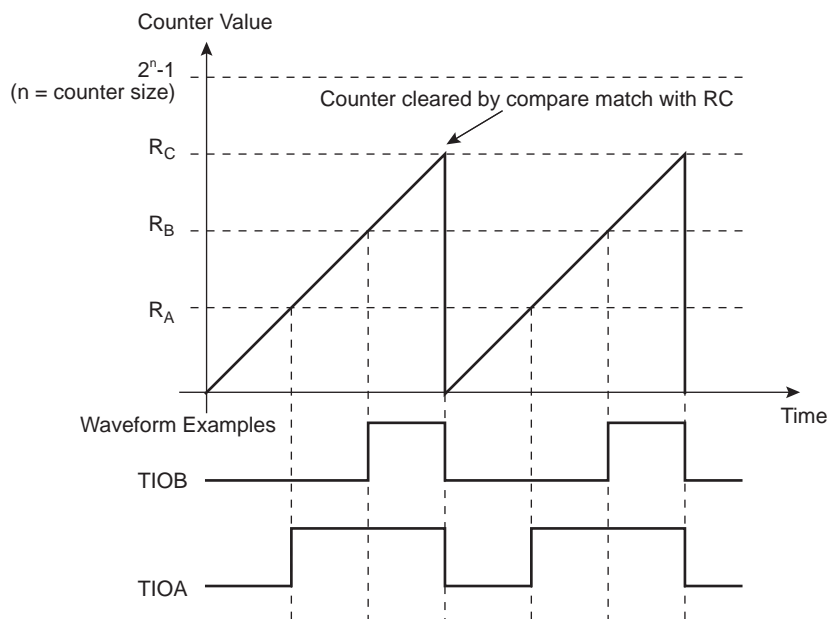 Counter Value
2ⁿ-1
(n = counter size)
Counter cleared by compare match with RC
R_C
R_B
R_A
Time
Waveform Examples
TIOB
TIOA